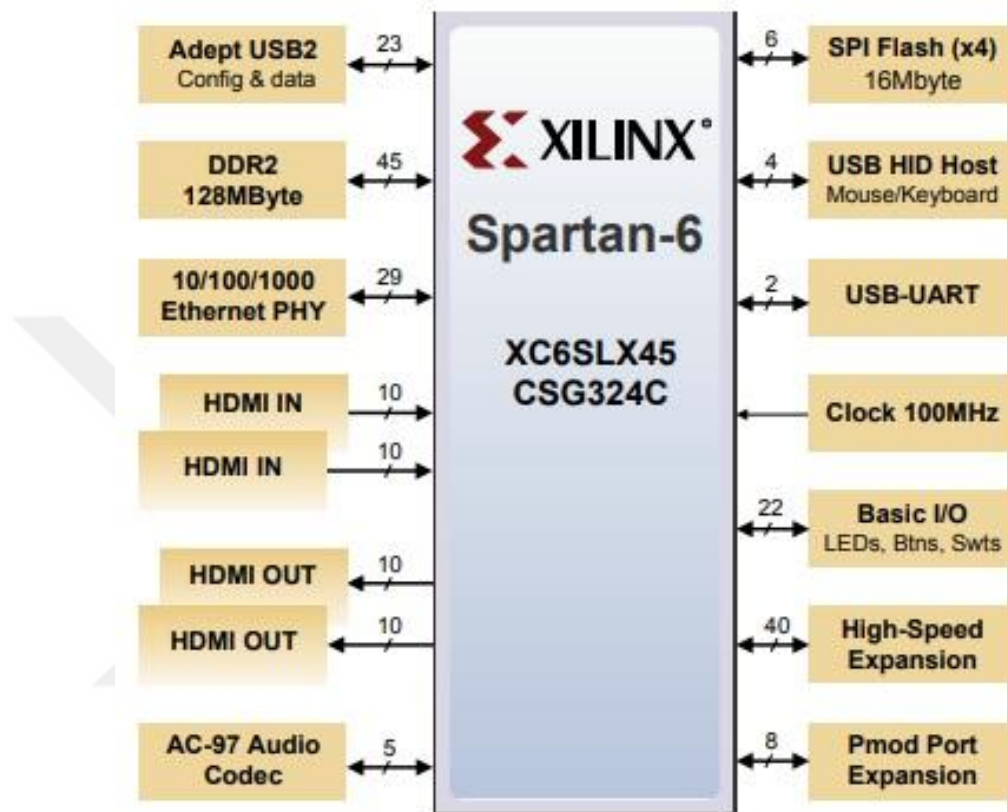 Adept USB2
Config & data
23
DDR2
128MByte
45
10/100/1000
Ethernet PHY
29
HDMI IN
10
HDMI IN
10
HDMI OUT
10
HDMI OUT
10
AC-97 Audio
Codec
5
XILINX
Spartan-6
XC6SLX45
CSG324C
6
SPI Flash (x4)
16Mbyte
4
USB HID Host
Mouse/Keyboard
2
USB-UART
Clock 100MHz
22
Basic I/O
LEDs, Btns, Swts
40
High-Speed
Expansion
8
Pmod Port
Expansion